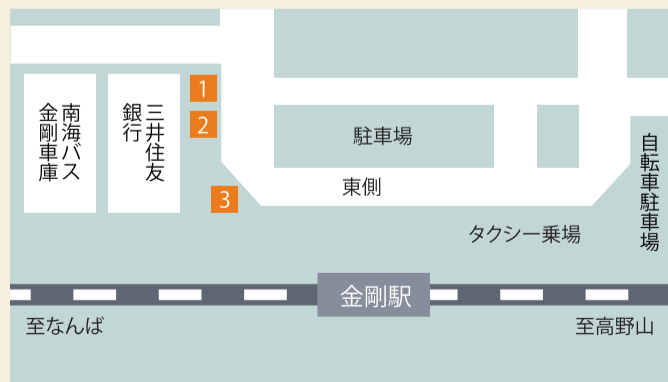 南海バス
金剛車庫
三井住友
銀行
1
2
3
駐車場
東側
自転車駐車場
タクシー乗場
金剛駅
至なんば
至高野山